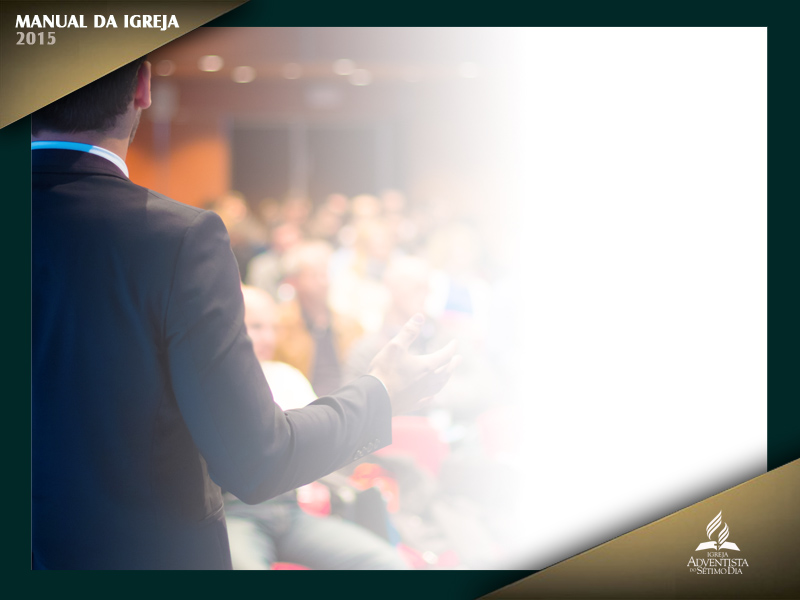 MANUAL DA IGREJA
2015
IGREJA
ADVENTISTA
DO SÉTIMO DIA